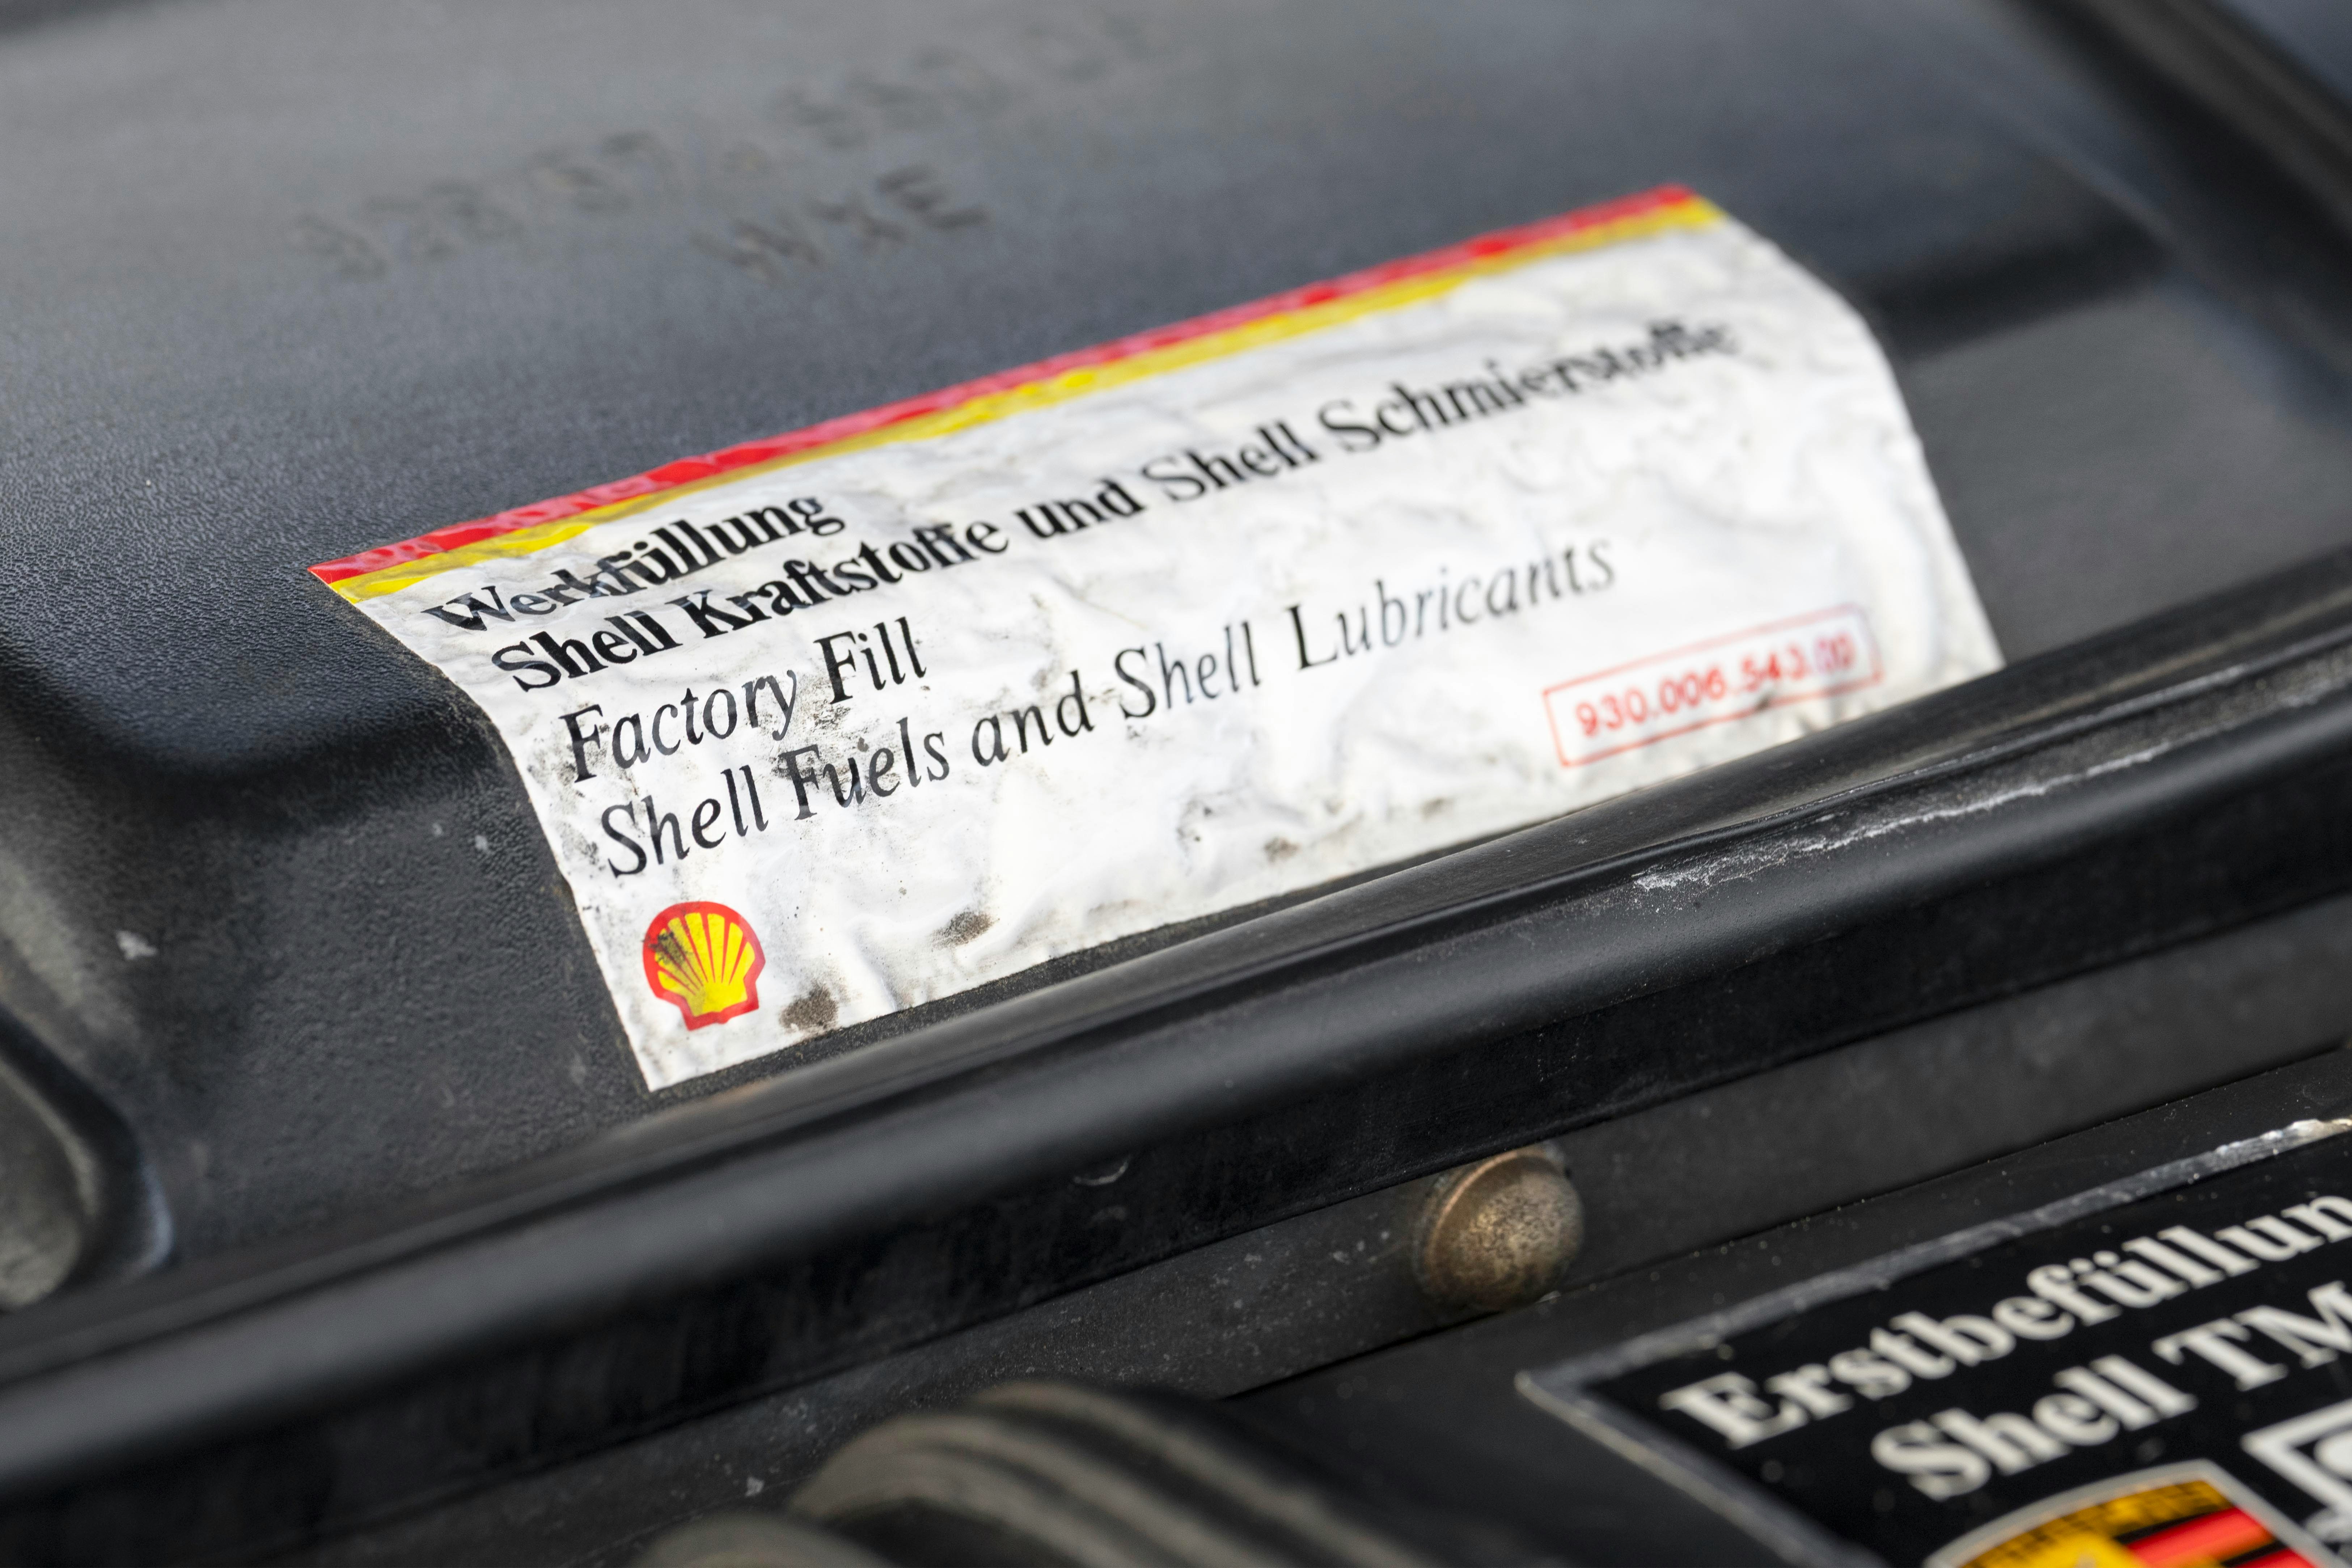 Werkfüllung
Shell Kraftstoffe und Shell Schmierstoffe
Factory Fill
Shell Fuels and Shell Lubricants
930.006.543.
Erstbefüllun
Shell TM